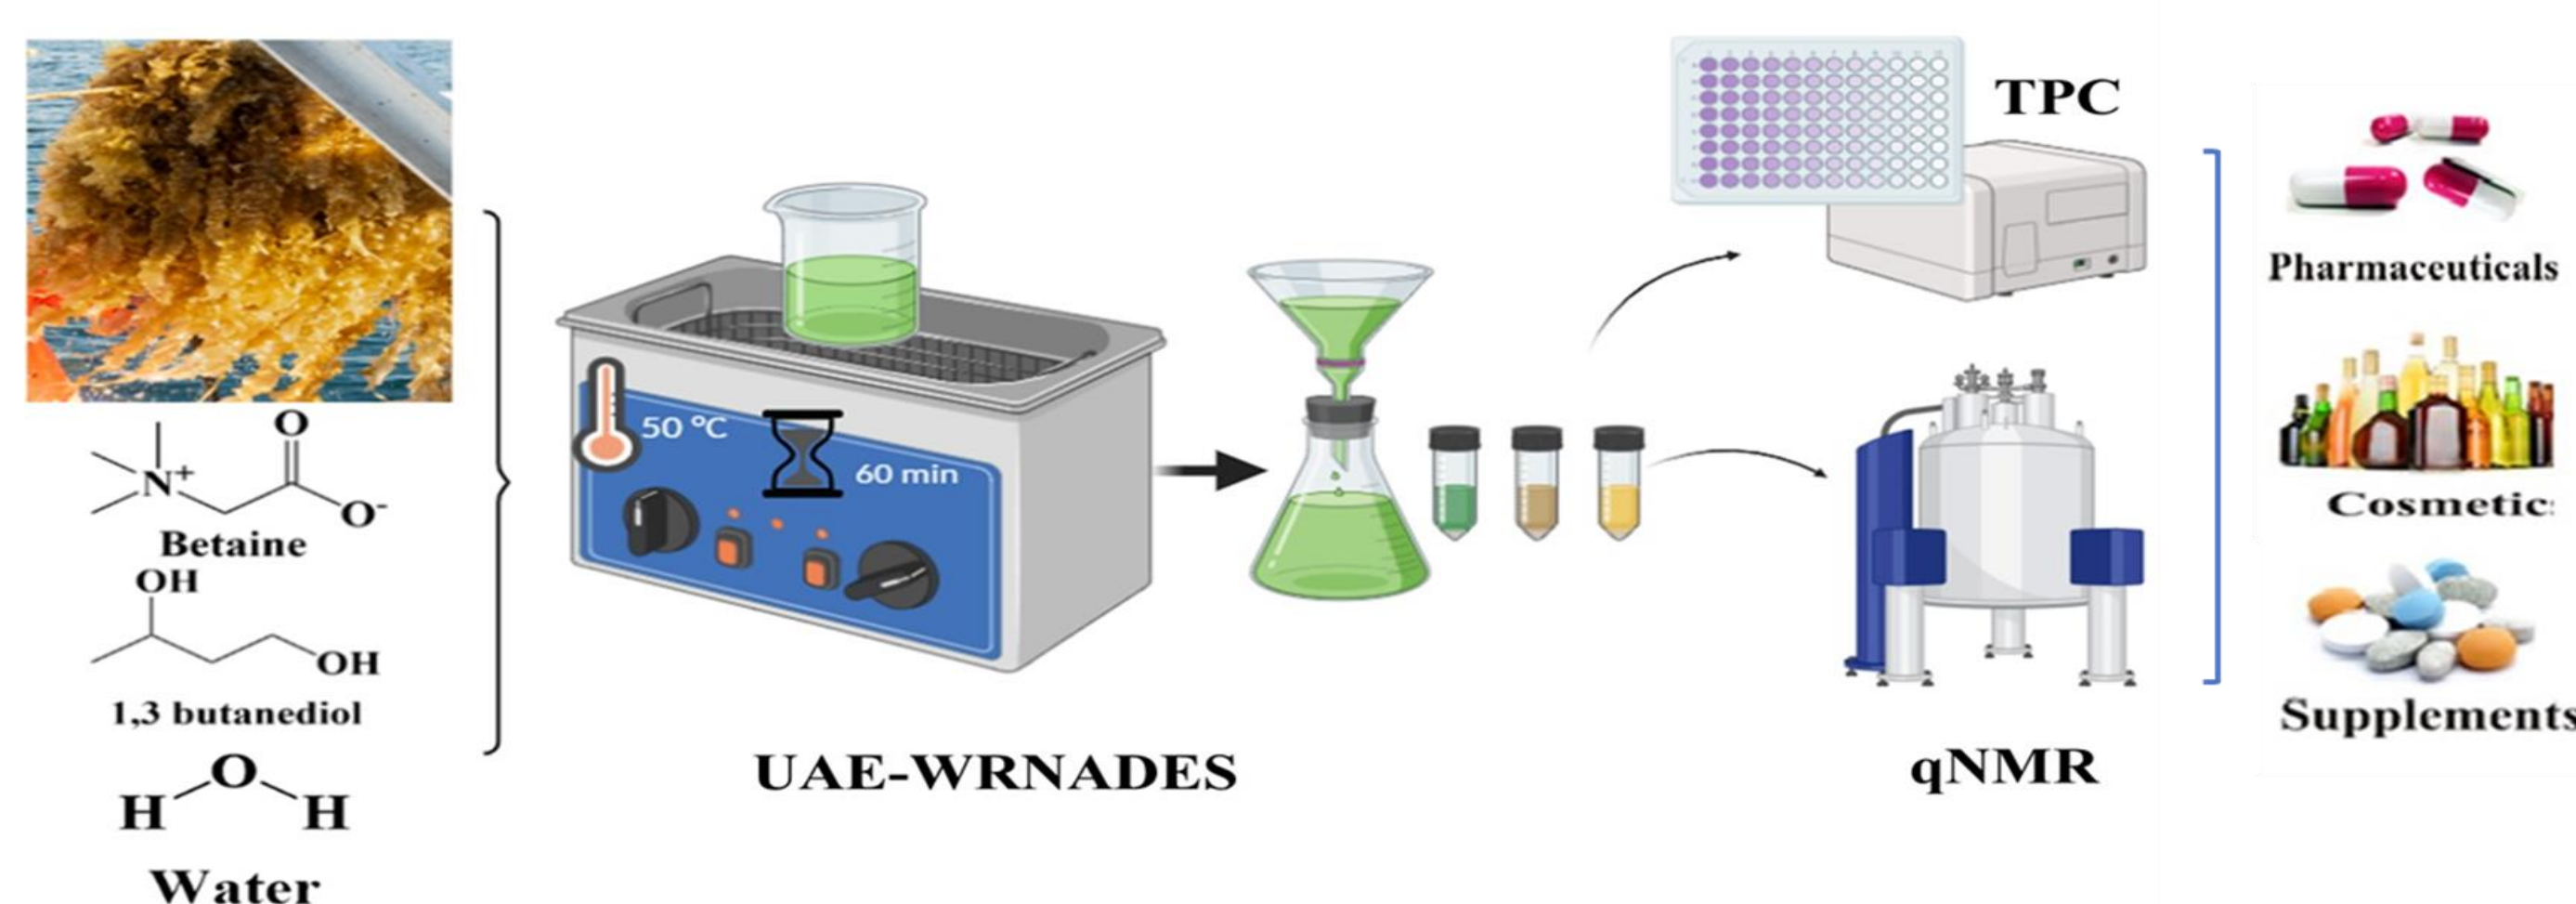 O
N+
O-
Betaine
OH
OH
1,3 butanediol
O
H H
Water
50 °C
60 min
UAE-WRNADES
TPC
qNMR
Pharmaceuticals
Cosmetic
Supplements